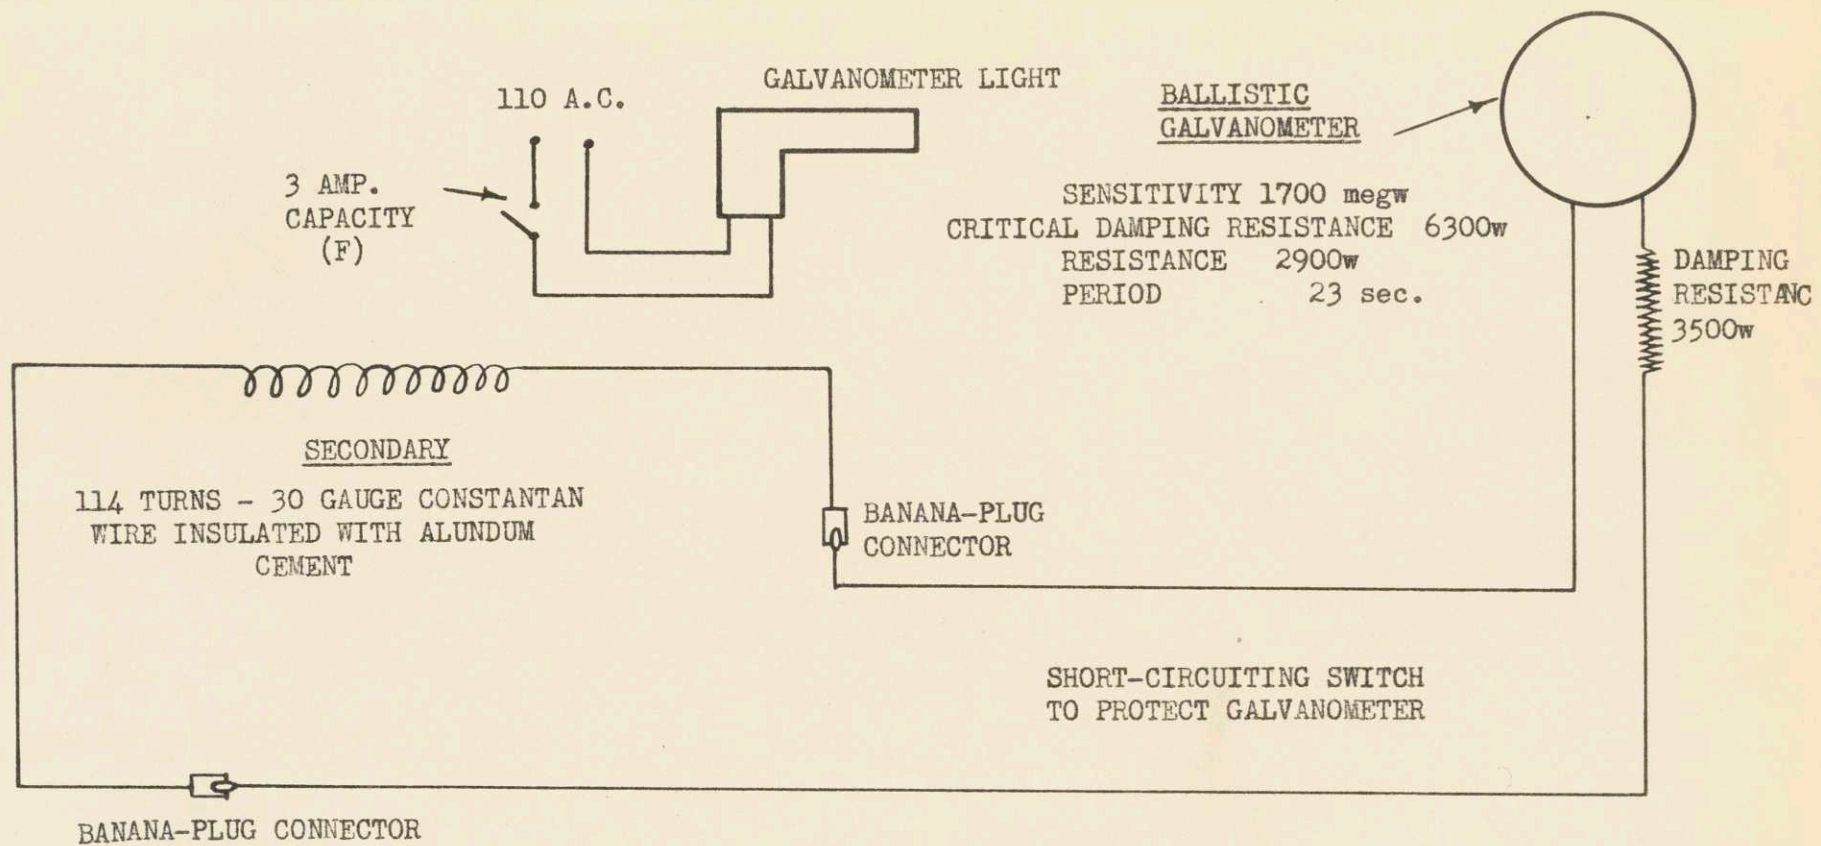 GALVANOMETER LIGHT
110 A.C.
3 AMP.
CAPACITY
(F)
BALLISTIC
GALVANOMETER
SENSITIVITY 1700 megw
CRITICAL DAMPING RESISTANCE 6300w
RESISTANCE 2900w
PERIOD 23 sec.
DAMPING
RESISTANC
3500w
SECONDARY
114 TURNS - 30 GAUGE CONSTANTAN
WIRE INSULATED WITH ALUNDUM
CEMENT
BANANA-PLUG
CONNECTOR
SHORT-CIRCUITING SWITCH
TO PROTECT GALVANOMETER
BANANA-PLUG CONNECTOR